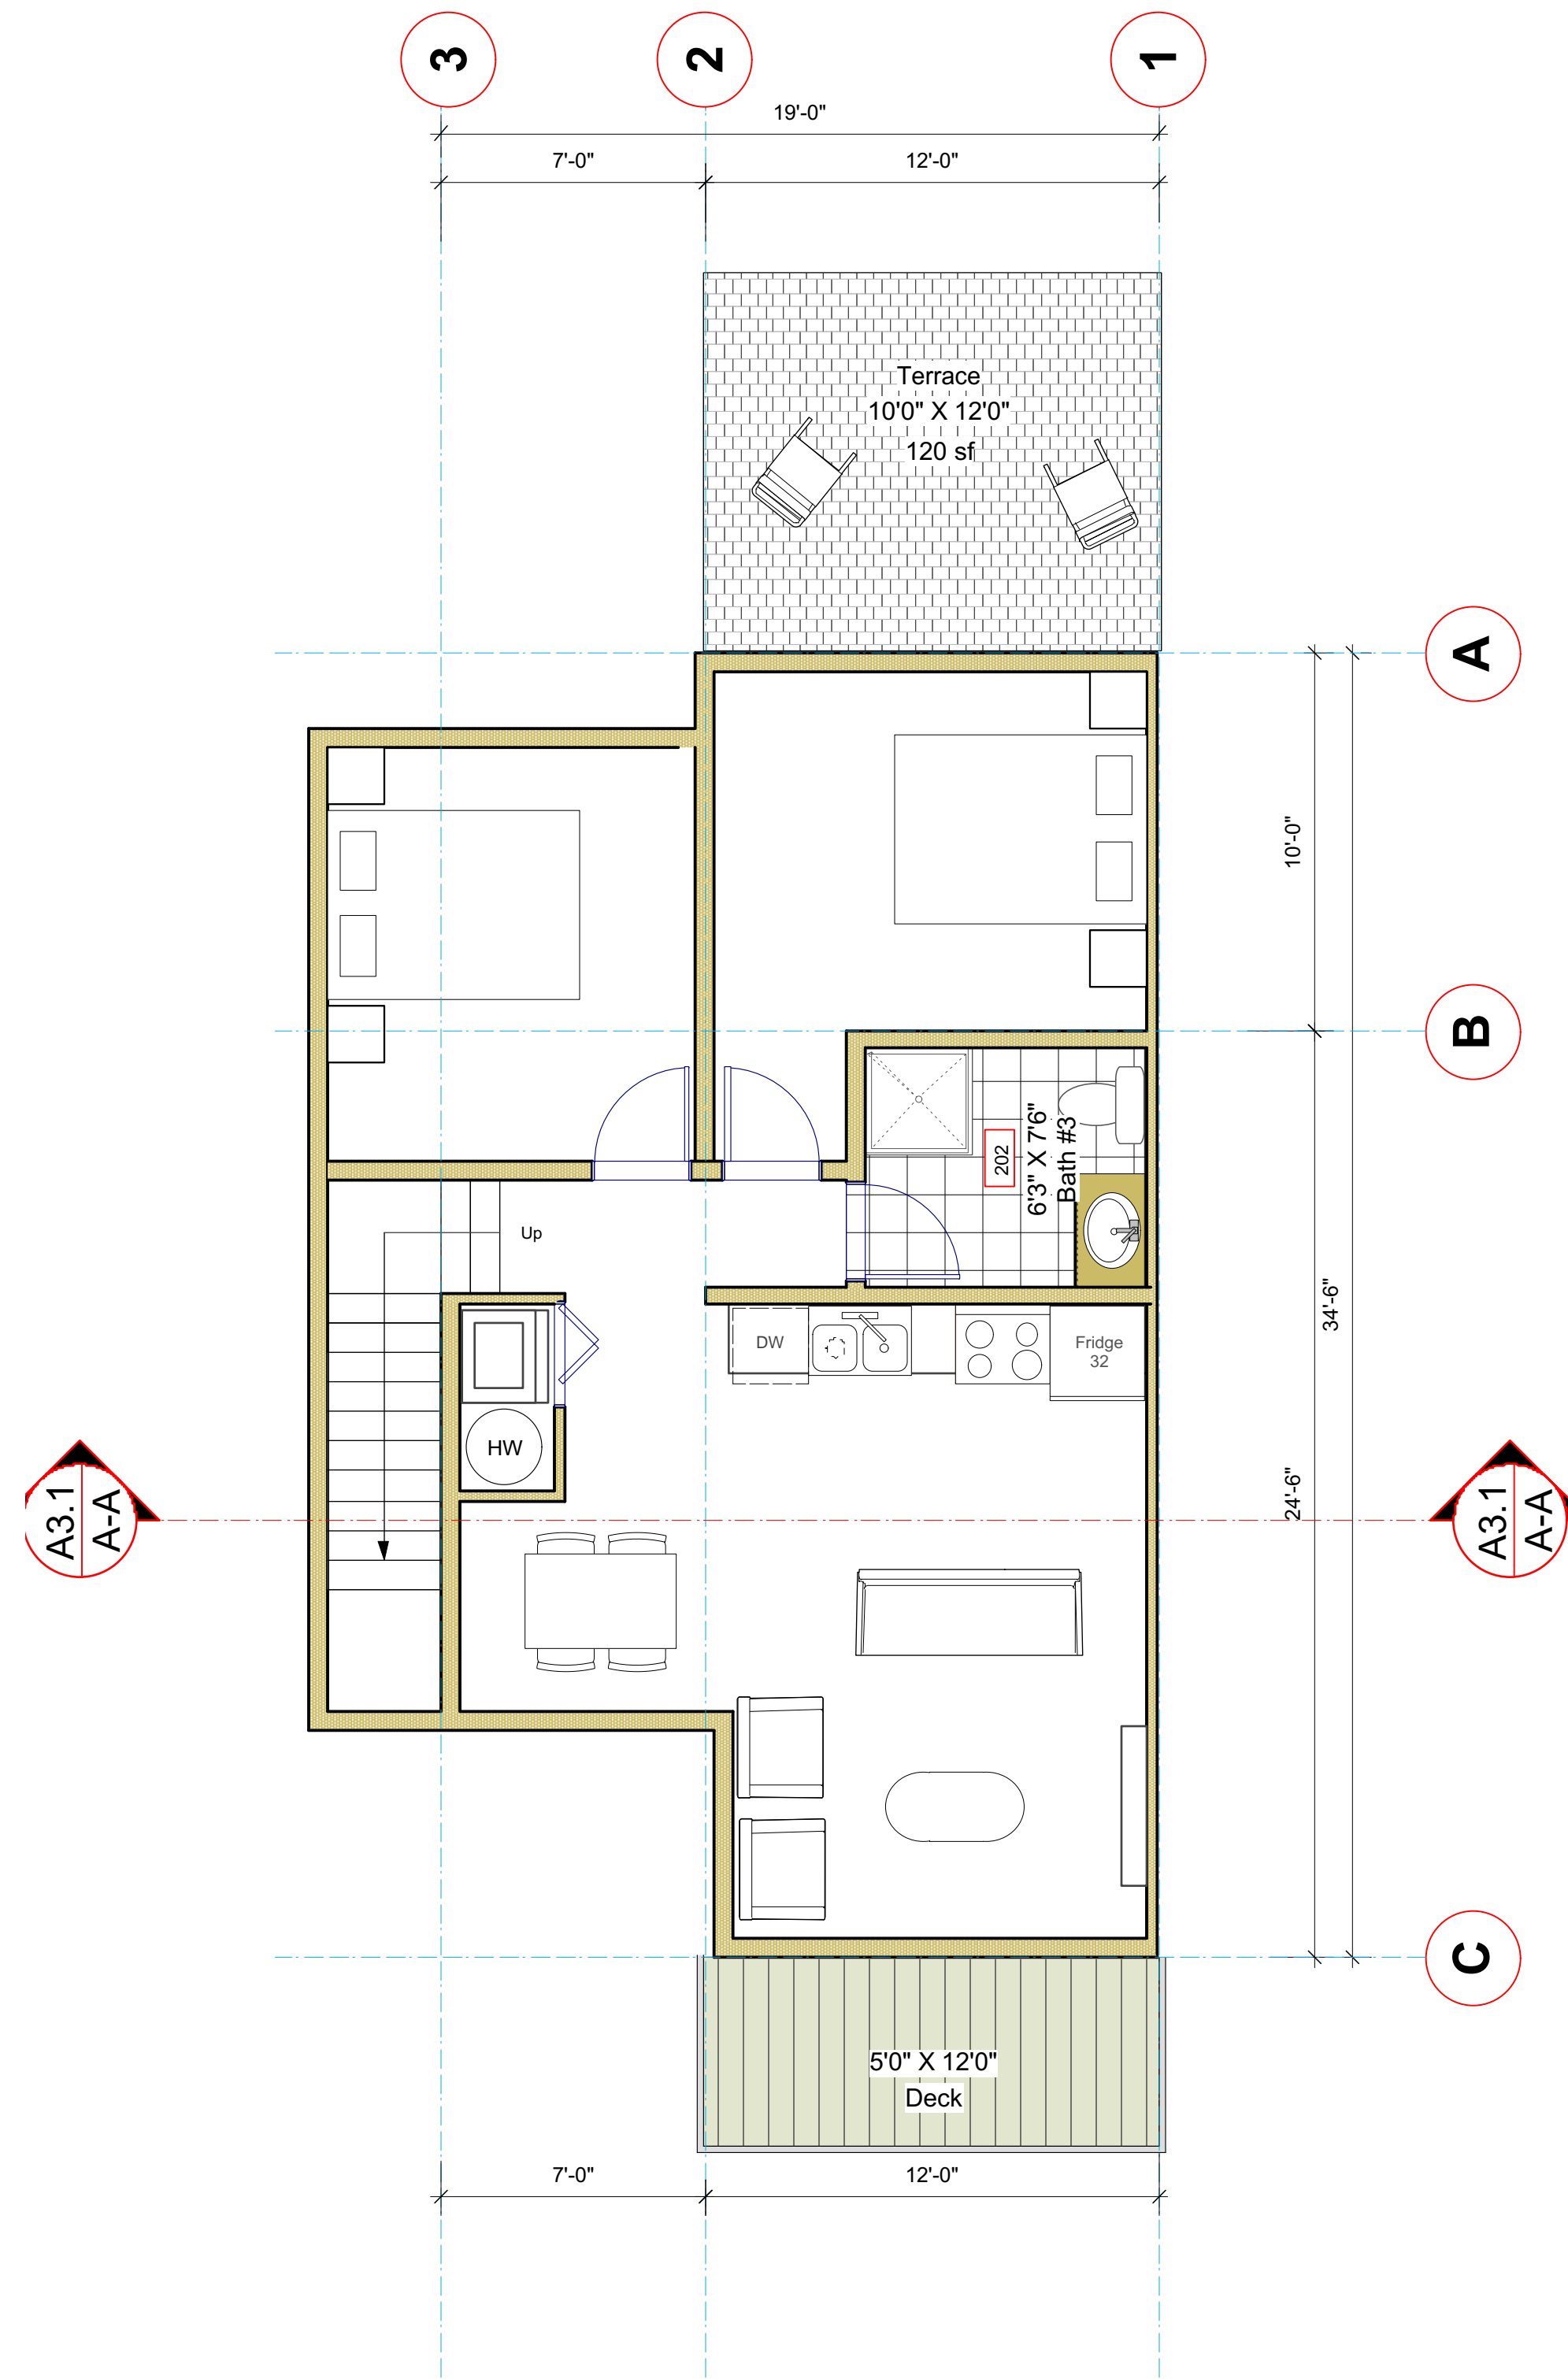 3
2
1
19'-0"
7'-0"
12'-0"
Terrace
10'0" X 12'0"
120 sf
A
10'-0"
B
202
6'3" X 7'6"
Bath #3
Up
34'-6"
DW
Fridge
32
HW
A3.1
A-A
24'-6"
A3.1
A-A
C
5'0" X 12'0"
Deck
7'-0"
12'-0"